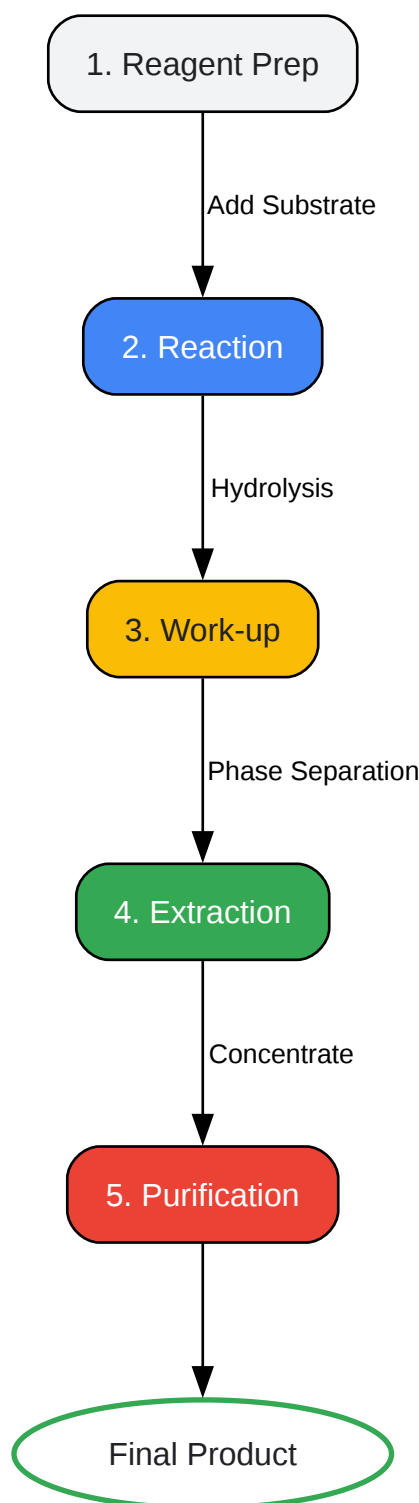 1. Reagent Prep
Add Substrate
2. Reaction
Hydrolysis
3. Work-up
Phase Separation
4. Extraction
Concentrate
5. Purification
Final Product